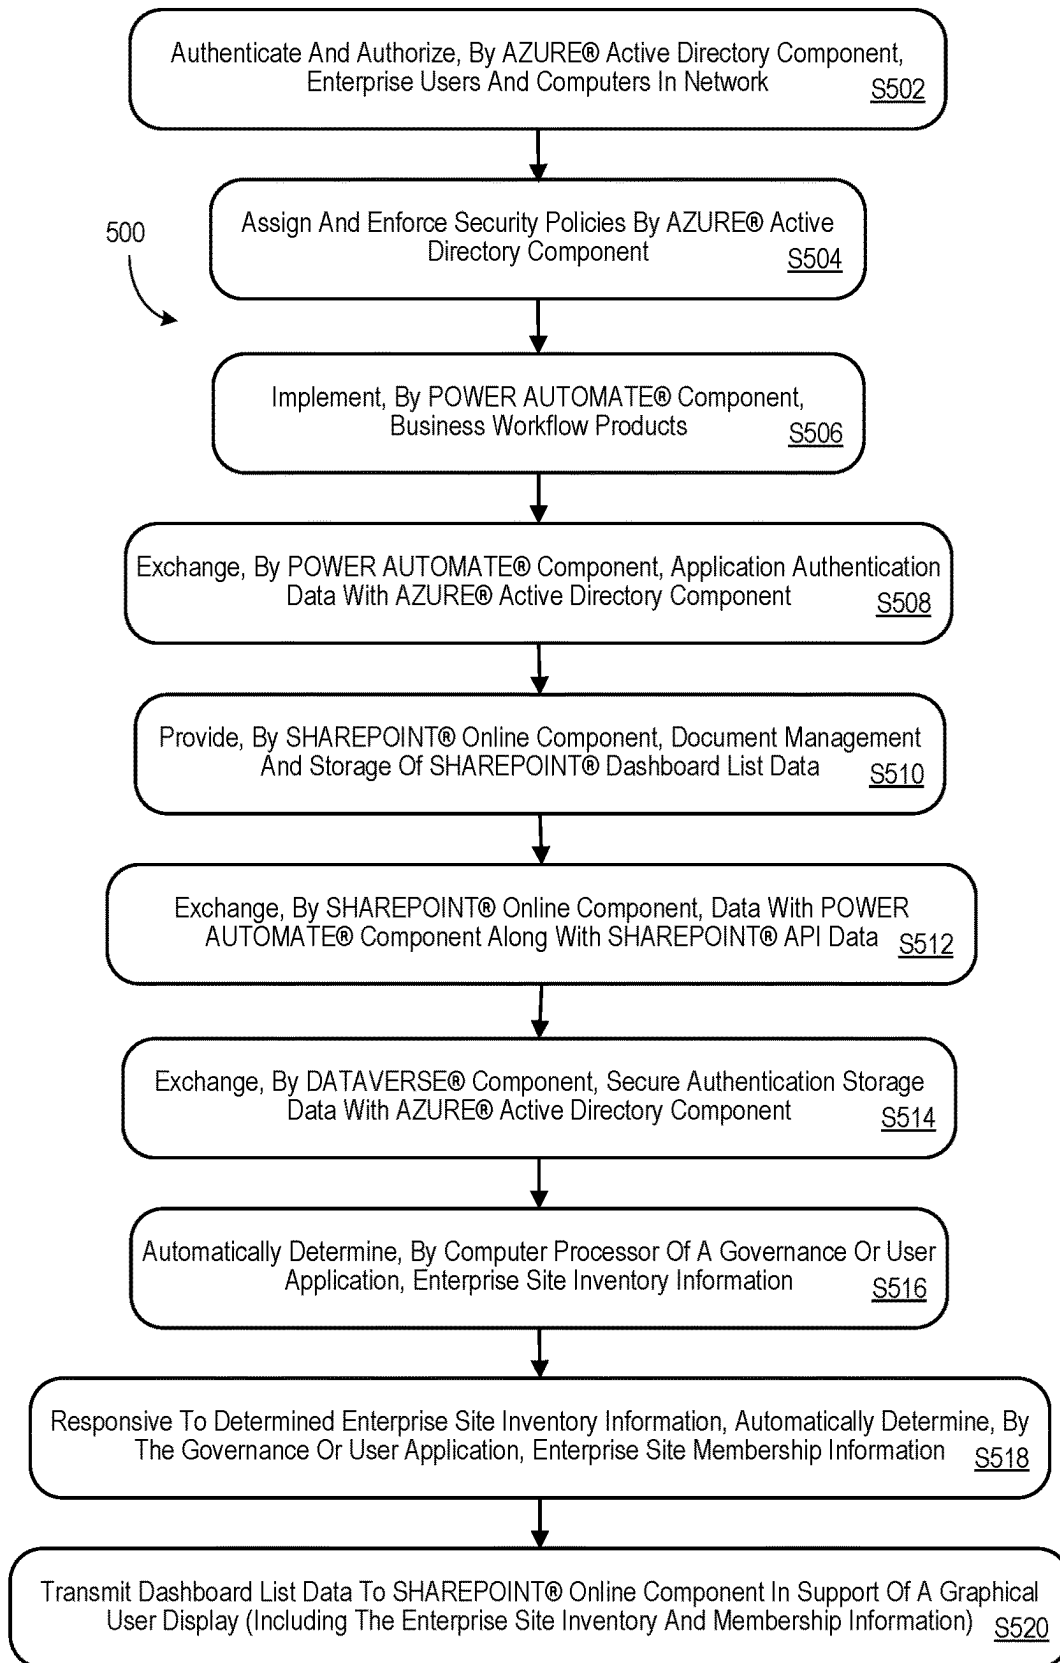 Authenticate And Authorize, By AZURE® Active Directory Component,
Enterprise Users And Computers In Network
S502
Assign And Enforce Security Policies By AZURE® Active
Directory Component
S504
500
Implement, By POWER AUTOMATE® Component,
Business Workflow Products
S506
Exchange, By POWER AUTOMATE® Component, Application Authentication
Data With AZURE® Active Directory Component
S508
Provide, By SHAREPOINT® Online Component, Document Management
And Storage Of SHAREPOINT® Dashboard List Data
S510
Exchange, By SHAREPOINT® Online Component, Data With POWER
AUTOMATE® Component Along With SHAREPOINT® API Data
S512
Exchange, By DATAVERSE® Component, Secure Authentication Storage
Data With AZURE® Active Directory Component
S514
Automatically Determine, By Computer Processor Of A Governance Or User
Application, Enterprise Site Inventory Information
S516
Responsive To Determined Enterprise Site Inventory Information, Automatically Determine, By
The Governance Or User Application, Enterprise Site Membership Information
S518
Transmit Dashboard List Data To SHAREPOINT® Online Component In Support Of A Graphical
User Display (Including The Enterprise Site Inventory And Membership Information)
S520